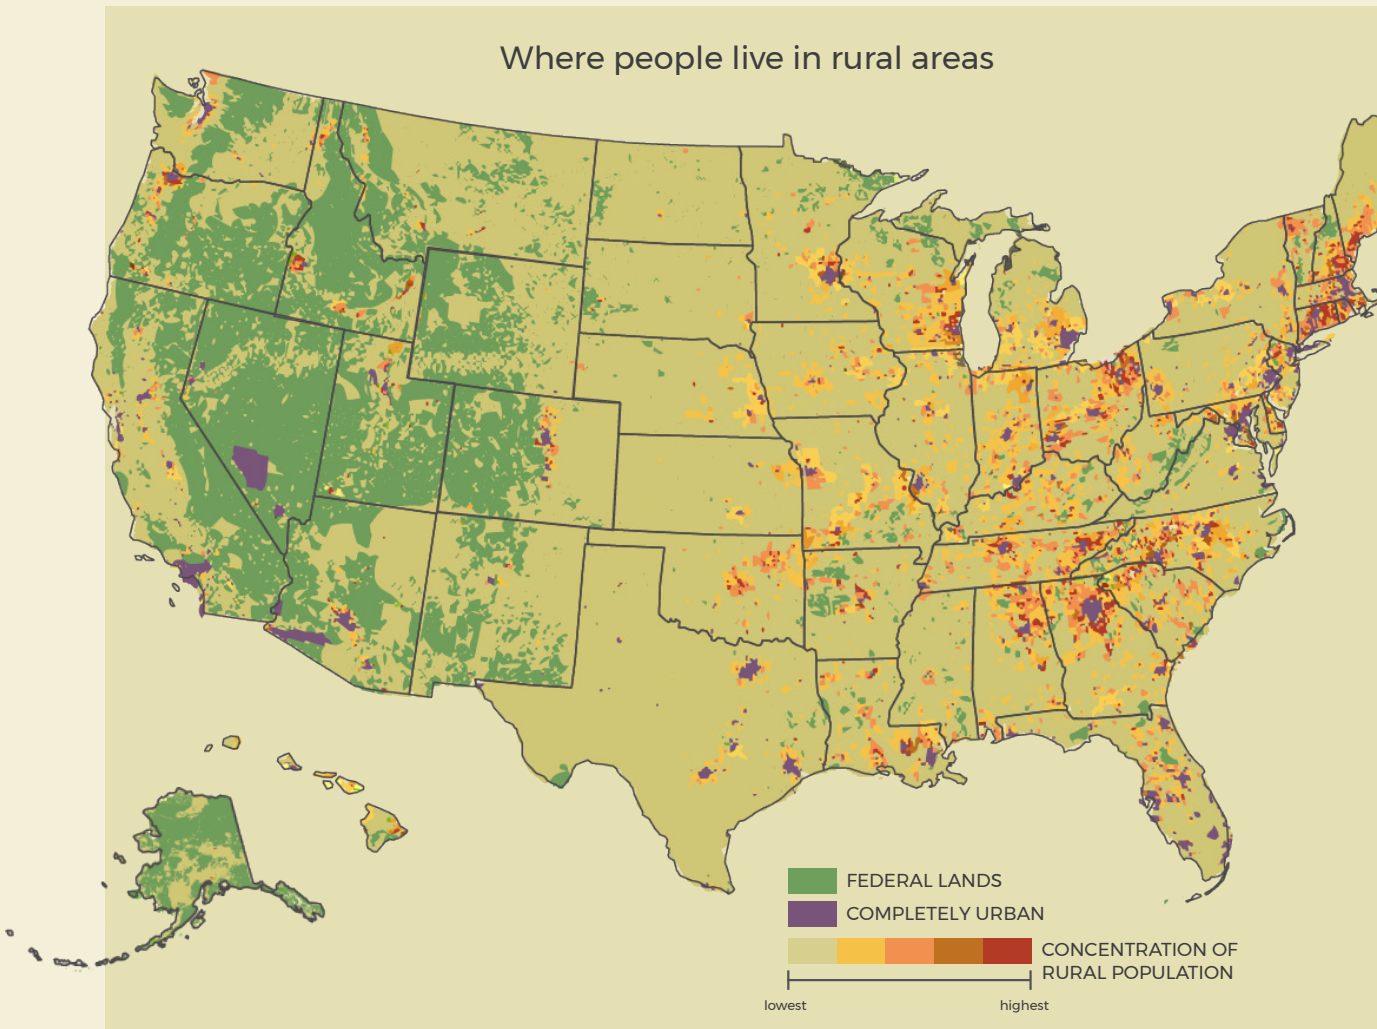 Where people live in rural areas
FEDERAL LANDS
COMPLETELY URBAN
CONCENTRATION OF
RURAL POPULATION
lowest
highest